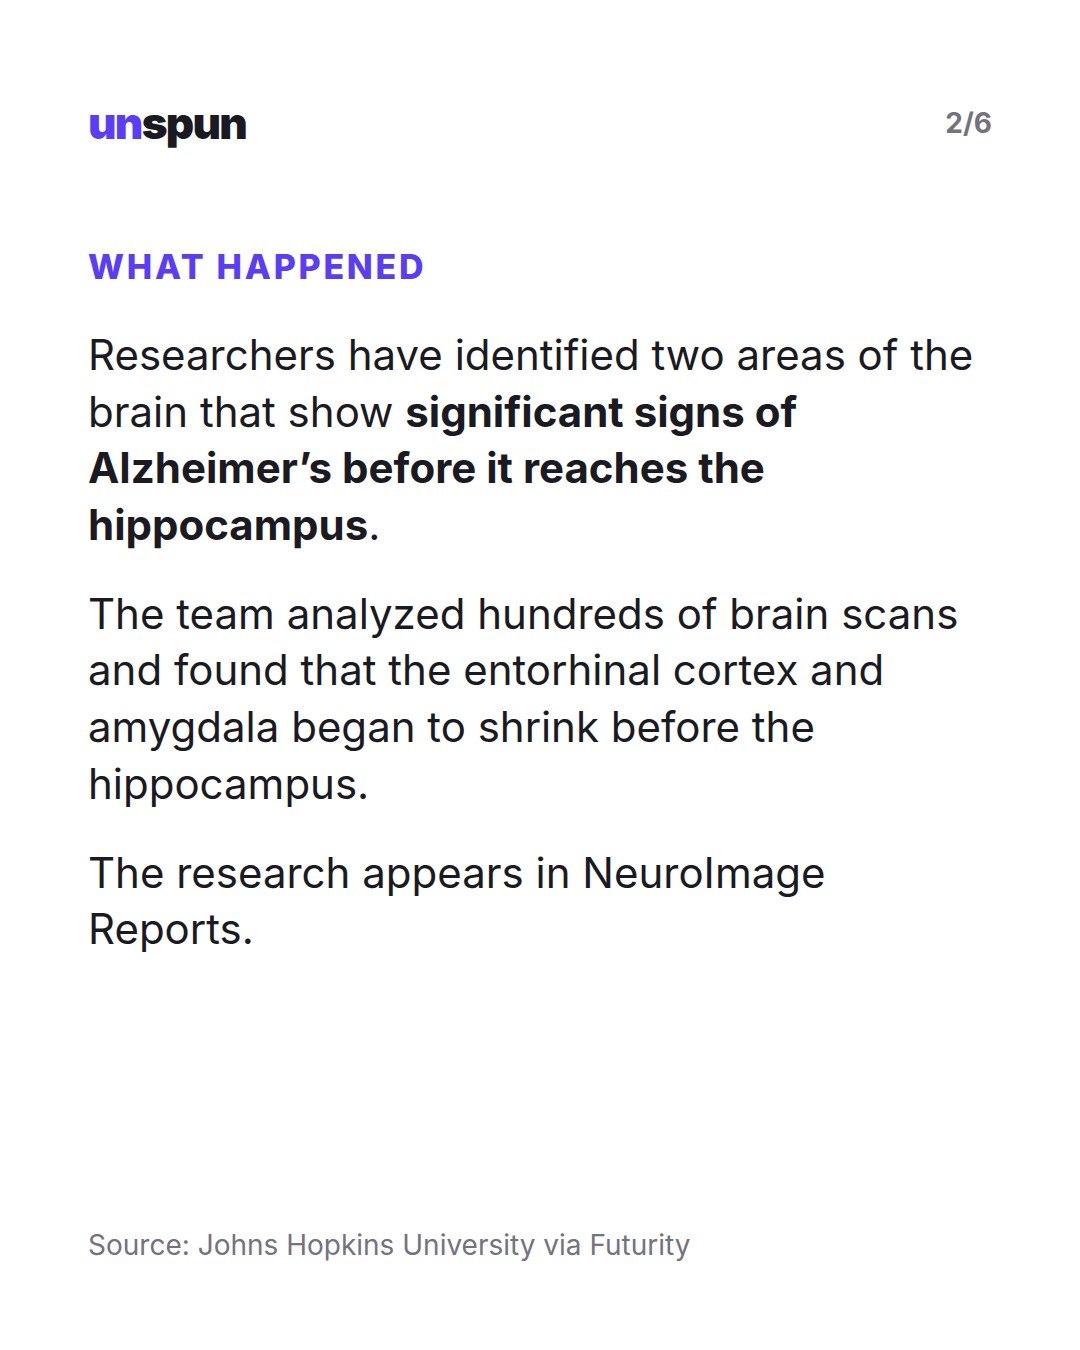 unspun
2/6
WHAT HAPPENED
Researchers have identified two areas of the
brain that show significant signs of
Alzheimer’s before it reaches the
hippocampus.
The team analyzed hundreds of brain scans
and found that the entorhinal cortex and
amygdala began to shrink before the
hippocampus.
The research appears in NeuroImage
Reports.
Source: Johns Hopkins University via Futurity